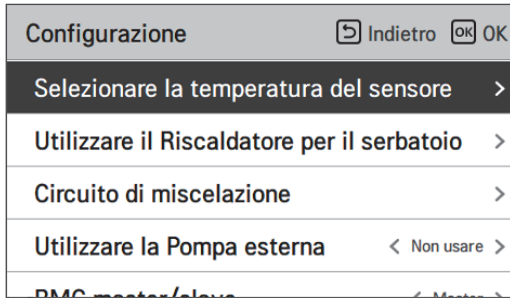 Configurazione Indietro OK OK
Selezionare la temperatura del sensore >
Utilizzare il Riscaldatore per il serbatoio >
Circuito di miscelazione >
Utilizzare la Pompa esterna < Non usare >